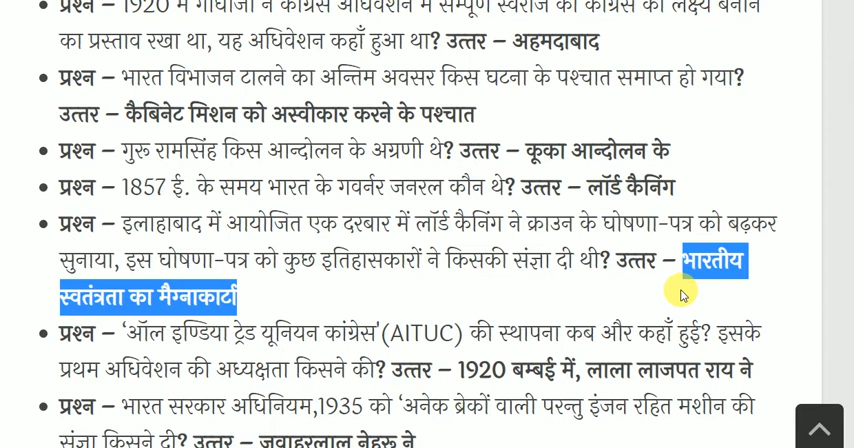 प्रश्न – 1920 में गांधीजी ने कांग्रेस अधिवेशन में सम्पूर्ण स्वराज को कांग्रेस का लक्ष्य बनाने
का प्रस्ताव रखा था, यह अधिवेशन कहाँ हुआ था? उत्तर – अहमदाबाद
प्रश्न – भारत विभाजन टालने का अन्तिम अवसर किस घटना के पश्चात समाप्त हो गया?
उत्तर – कैबिनेट मिशन को अस्वीकार करने के पश्चात
प्रश्न – गुरू रामसिंह किस आन्दोलन के अग्रणी थे? उत्तर – कूका आन्दोलन के
प्रश्न – 1857 ई. के समय भारत के गवर्नर जनरल कौन थे? उत्तर – लॉर्ड कैनिंग
प्रश्न – इलाहाबाद में आयोजित एक दरबार में लॉर्ड कैनिंग ने क्राउन के घोषणा-पत्र को बढ़कर
सुनाया, इस घोषणा-पत्र को कुछ इतिहासकारों ने किसकी संज्ञा दी थी? उत्तर – भारतीय
स्वतंत्रता का मैग्नाकार्टा
प्रश्न – ‘ऑल इण्डिया ट्रेड यूनियन कांग्रेस'(AITUC) की स्थापना कब और कहाँ हुई? इसके
प्रथम अधिवेशन की अध्यक्षता किसने की? उत्तर – 1920 बम्बई में, लाला लाजपत राय ने
प्रश्न – भारत सरकार अधिनियम,1935 को ‘अनेक ब्रेकों वाली परन्तु इंजन रहित मशीन की
संज्ञा किसने दी? उत्तर – जवाहरलाल नेहरू ने